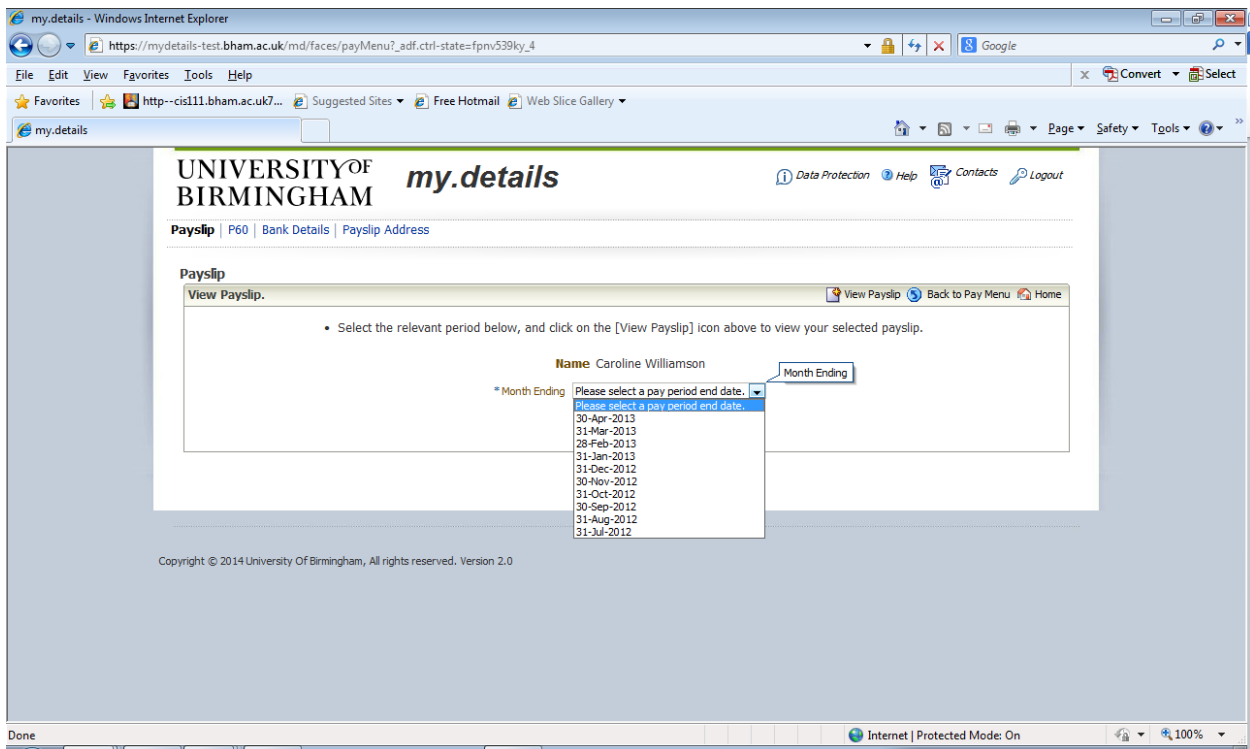 my.details - Windows Internet Explorer
https://mydetails-test.bham.ac.uk/md/faces/payMenu?_adf.ctrl-state=fpnv539ky_4
Google
File Edit View Favorites Tools Help
x Convert Select
Favorites http--cis111.bham.ac.uk7... Suggested Sites Free Hotmail Web Slice Gallery
my.details
Page Safety Tools
UNIVERSITY OF
BIRMINGHAM
my.details
Data Protection Help Contacts Logout
Payslip | P60 | Bank Details | Payslip Address
Payslip
View Payslip.
View Payslip Back to Pay Menu Home
• Select the relevant period below, and click on the [View Payslip] icon above to view your selected payslip.
Name Caroline Williamson
Month Ending
* Month Ending Please select a pay period end date.
Please select a pay period end date.
30-Apr-2013
31-Mar-2013
28-Feb-2013
31-Jan-2013
31-Dec-2012
30-Nov-2012
31-Oct-2012
30-Sep-2012
31-Aug-2012
31-Jul-2012
Copyright © 2014 University Of Birmingham, All rights reserved. Version 2.0
Done
Internet | Protected Mode: On
100%